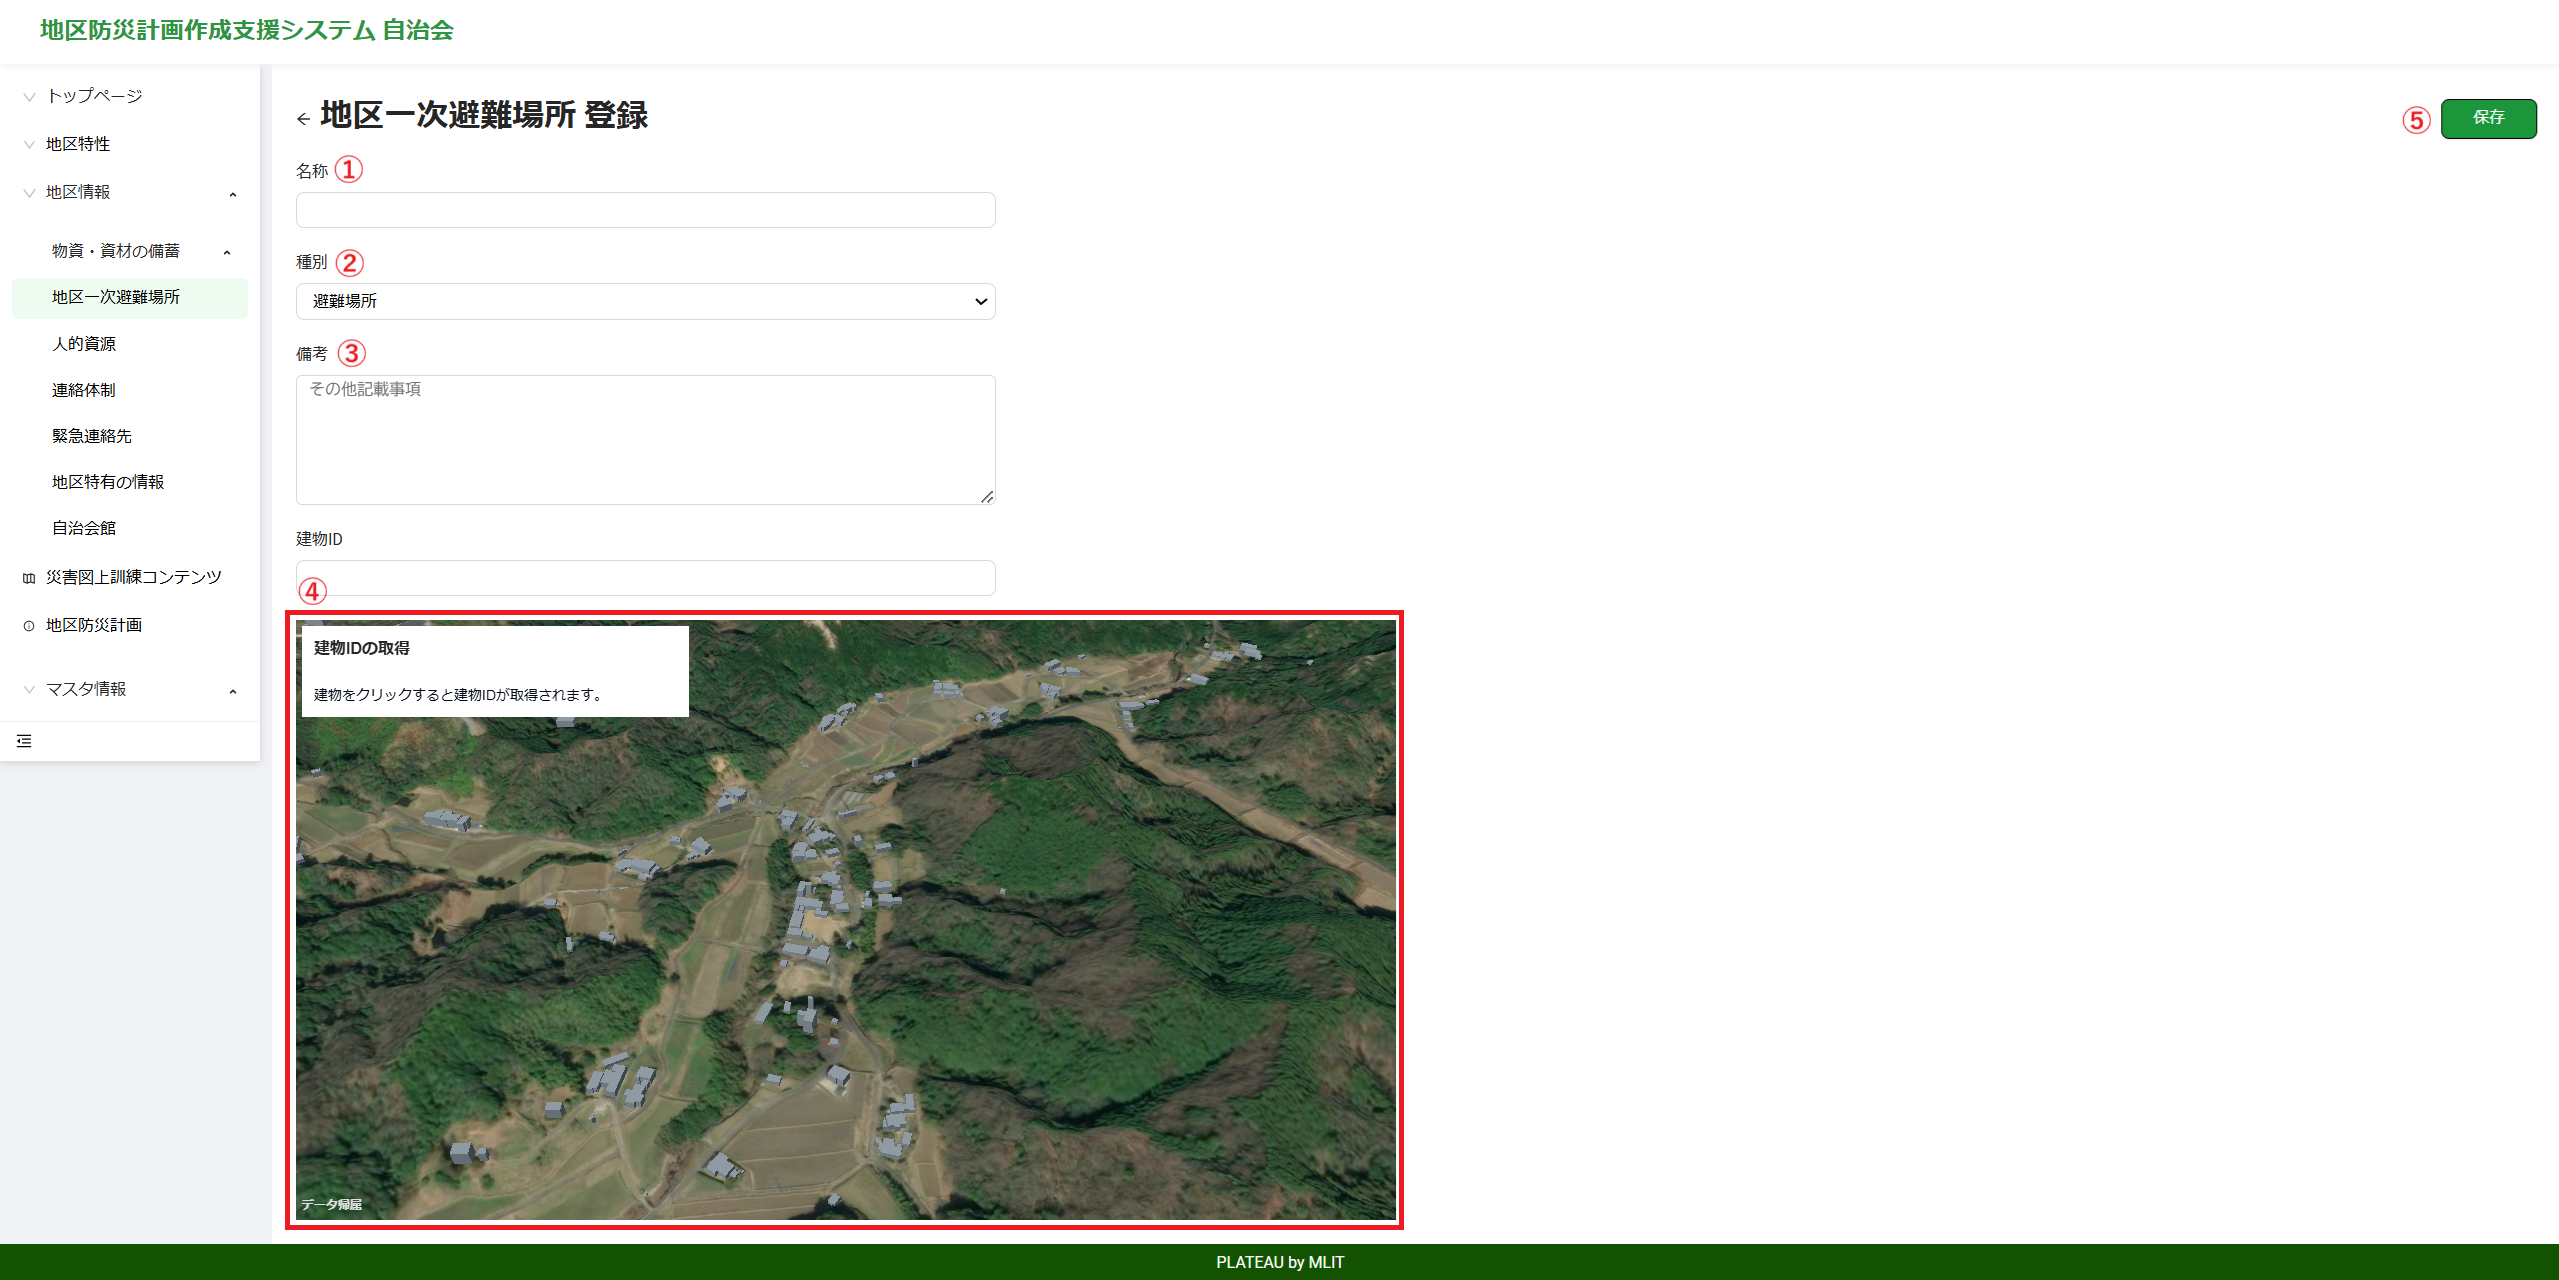 地区防災計画作成支援システム 自治会
トップページ
地区特性
地区情報
物資・資材の備蓄
地区一次避難場所
人的資源
連絡体制
緊急連絡先
地区特有の情報
自治会館
災害図上訓練コンテンツ
地区防災計画
マスタ情報
地区一次避難場所 登録
⑤ 保存
名称 ①
種別 ②
避難場所
備考 ③
その他記載事項
建物ID
④
建物IDの取得
建物をクリックすると建物IDが取得されます。
データ帰属
PLATEAU by MLIT